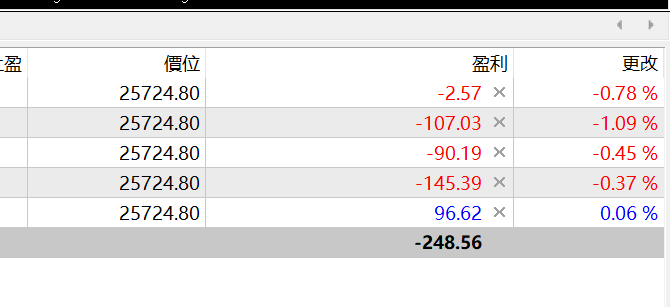 盈 價位 盈利 更改
25724.80 -2.57 × -0.78 %
25724.80 -107.03 × -1.09 %
25724.80 -90.19 × -0.45 %
25724.80 -145.39 × -0.37 %
25724.80 96.62 × 0.06 %
-248.56